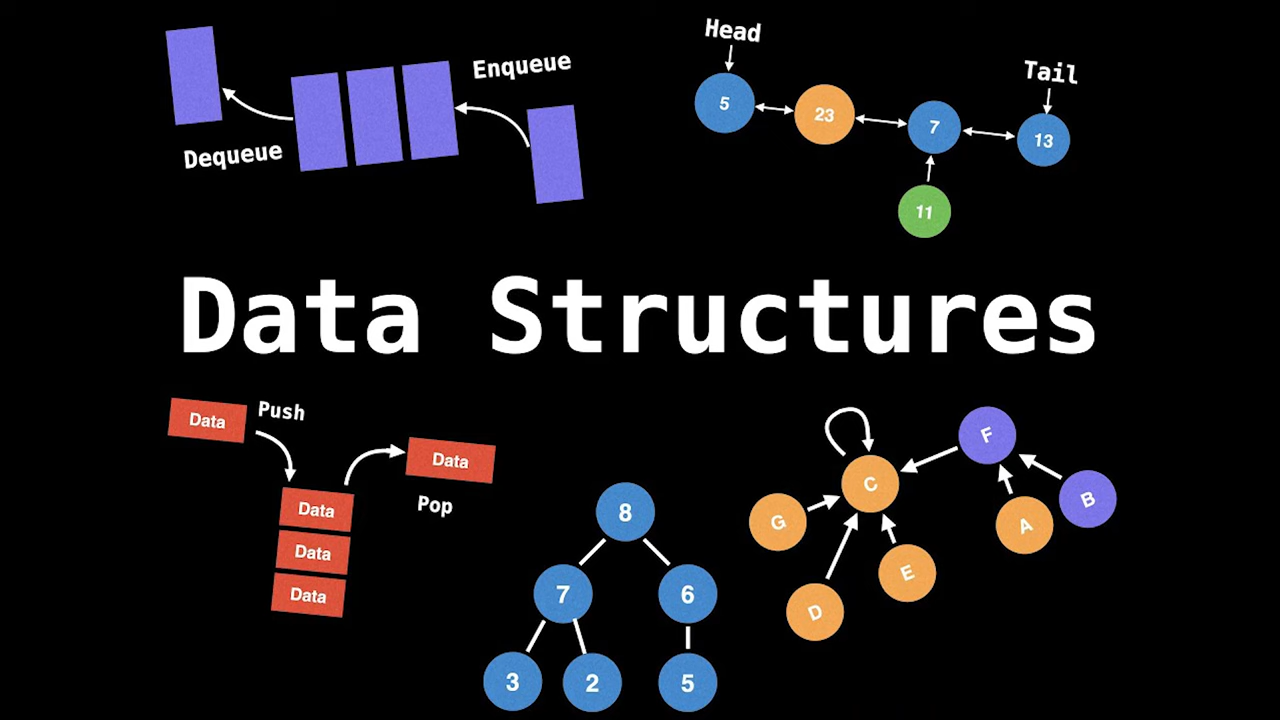 Enqueue
Dequeue
Head
Tail
5
23
7
13
11
Data Structures
Data
Push
Data
Pop
Data
Data
Data
8
7
6
3
2
5
F
C
B
G
A
E
D